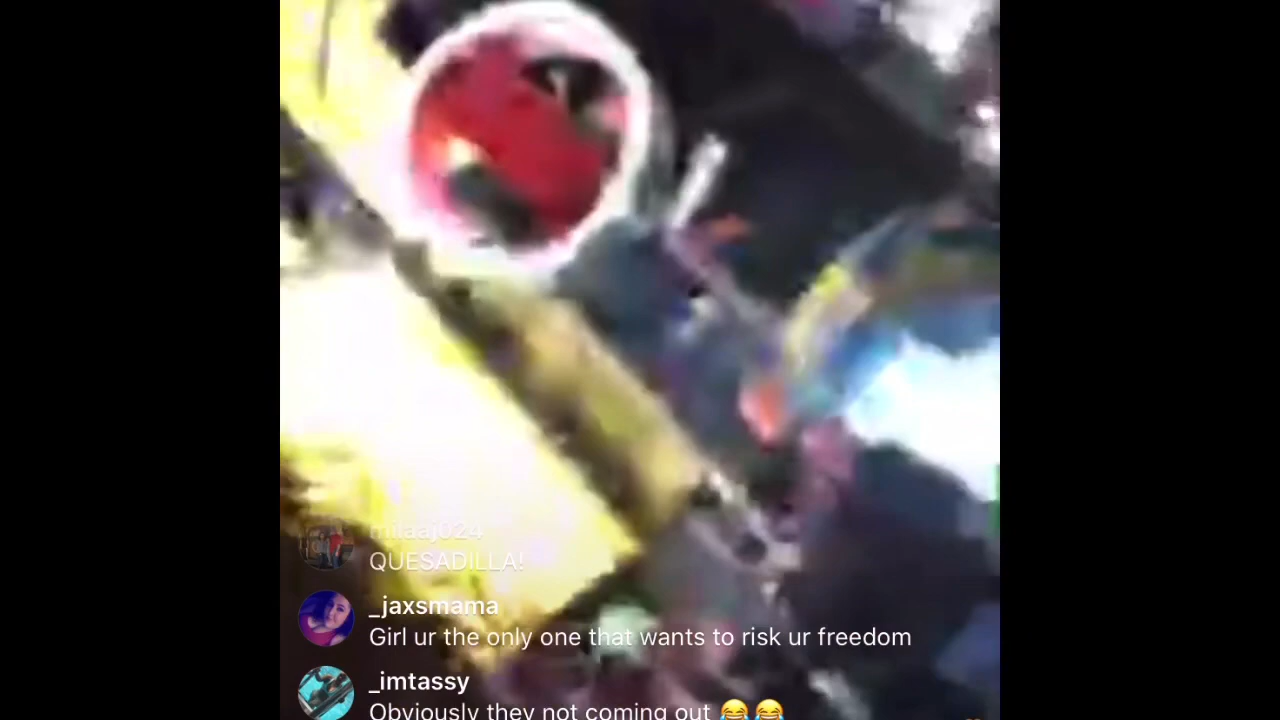 milaaj024
QUESADILLA!
_jaxsmama
Girl ur the only one that wants to risk ur freedom
_imtassy
Obviously they not coming out 😂😂